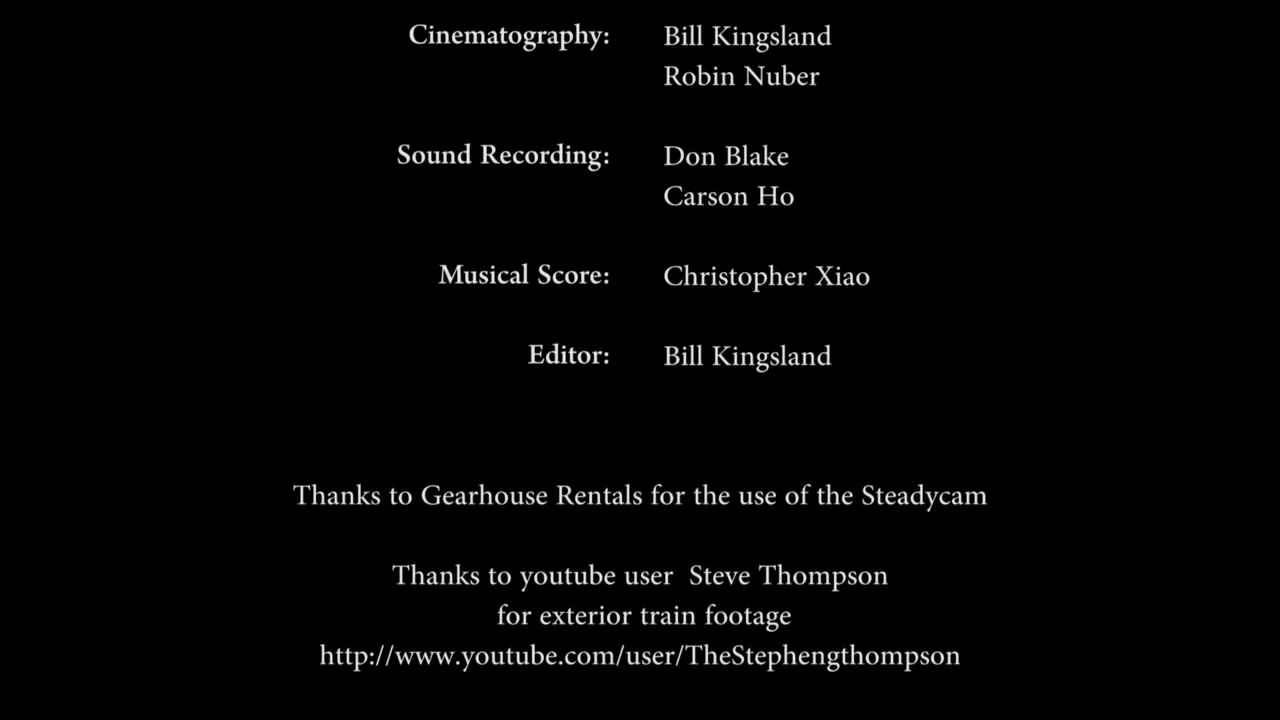 Cinematography: Bill Kingsland
Robin Nuber
Sound Recording: Don Blake
Carson Ho
Musical Score: Christopher Xiao
Editor: Bill Kingsland
Thanks to Gearhouse Rentals for the use of the Steadycam
Thanks to youtube user  Steve Thompson
for exterior train footage
http://www.youtube.com/user/TheStephengthompson